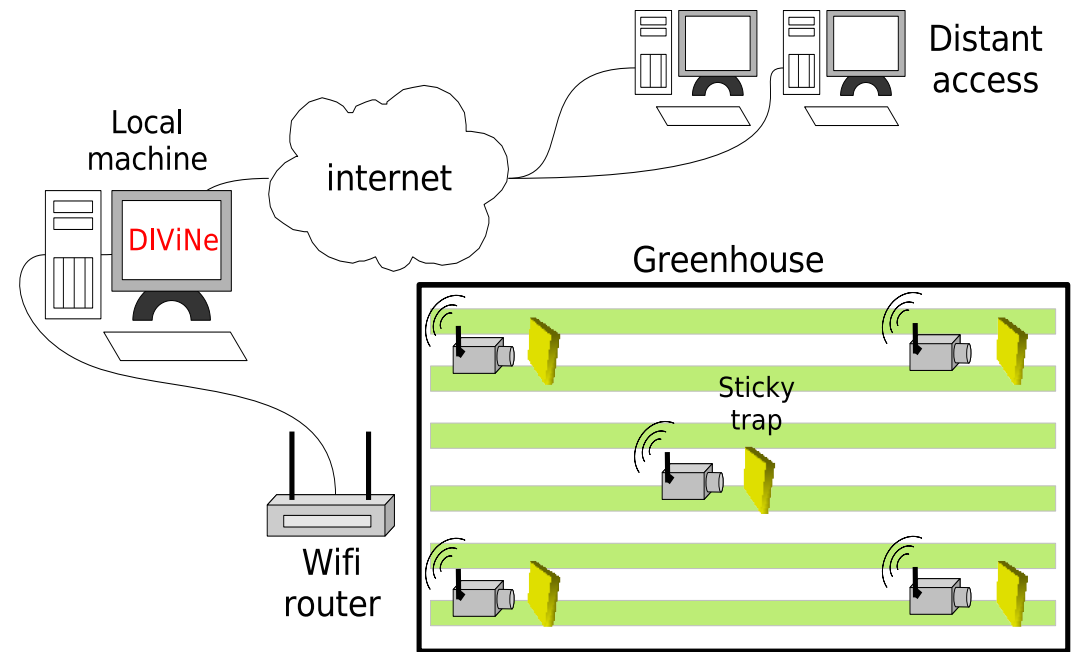 Distant
access
Local
machine
internet
DIViNe
Greenhouse
Sticky
trap
Wifi
router